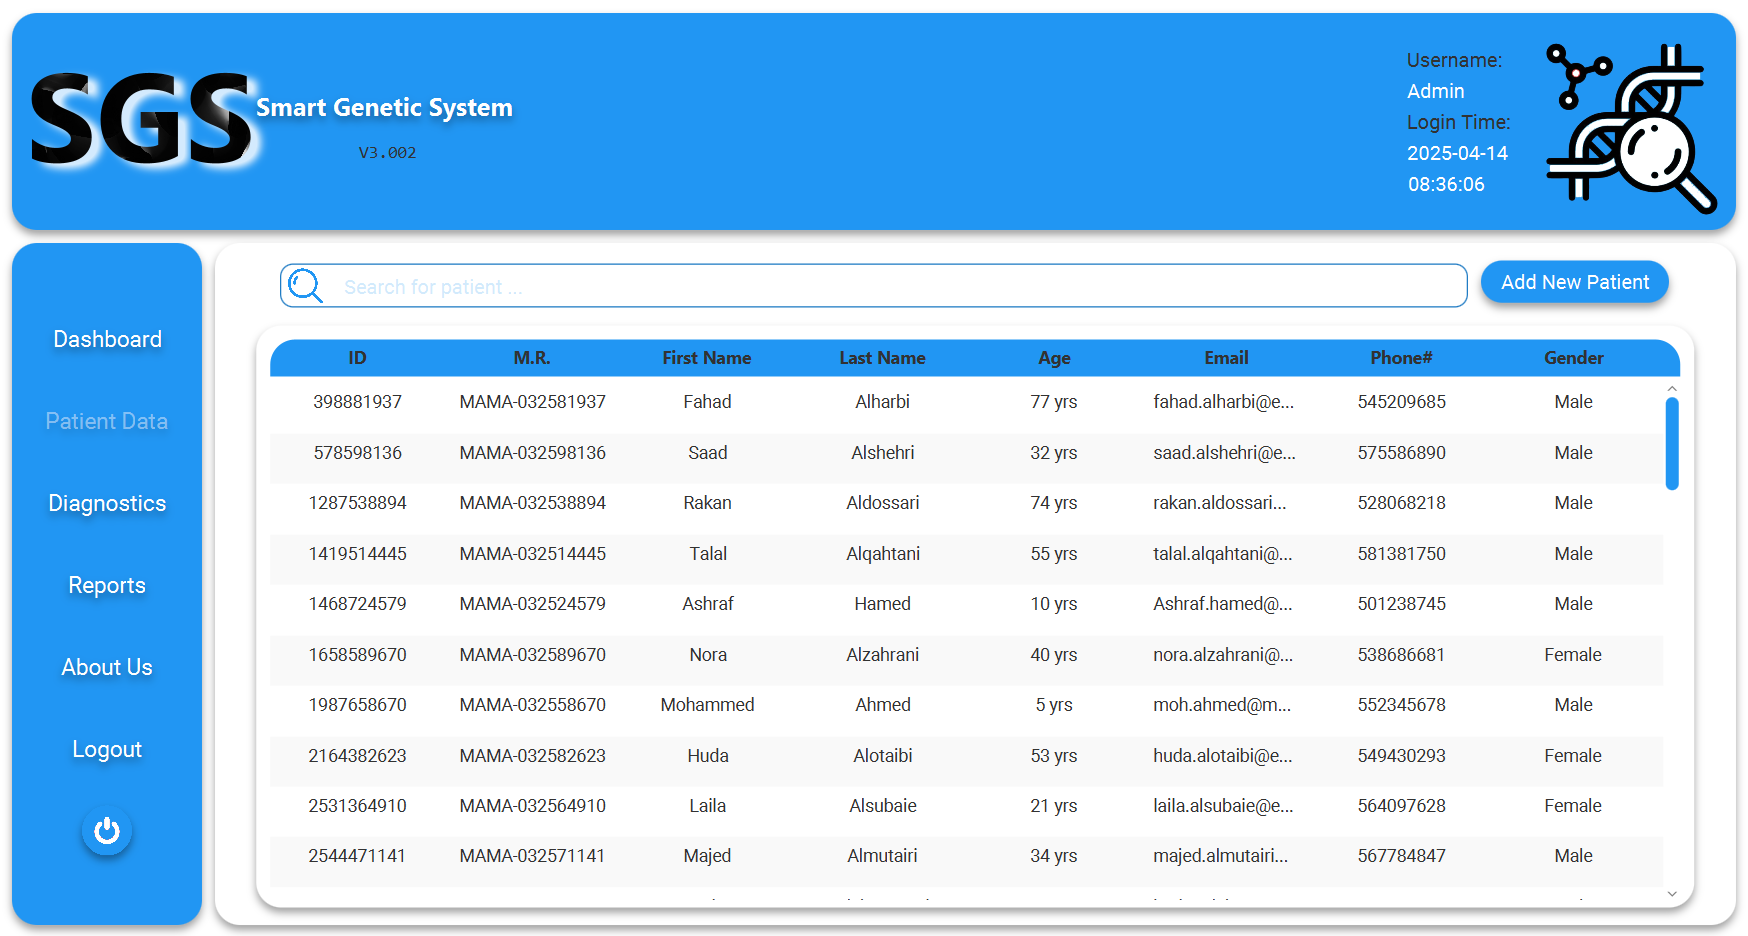 SGS
Smart Genetic System
V3.002
Username:
Admin
Login Time:
2025-04-14
08:36:06
Dashboard
Patient Data
Diagnostics
Reports
About Us
Logout
Search for patient ...
Add New Patient
ID M.R. First Name Last Name Age Email Phone# Gender
398881937 MAMA-032581937 Fahad Alharbi 77 yrs fahad.alharbi@e... 545209685 Male
578598136 MAMA-032598136 Saad Alshehri 32 yrs saad.alshehri@e... 575586890 Male
1287538894 MAMA-032538894 Rakan Aldossari 74 yrs rakan.aldossari... 528068218 Male
1419514445 MAMA-032514445 Talal Alqahtani 55 yrs talal.alqahtani@... 581381750 Male
1468724579 MAMA-032524579 Ashraf Hamed 10 yrs Ashraf.hamed@... 501238745 Male
1658589670 MAMA-032589670 Nora Alzahrani 40 yrs nora.alzahrani@... 538686681 Female
1987658670 MAMA-032558670 Mohammed Ahmed 5 yrs moh.ahmed@m... 552345678 Male
2164382623 MAMA-032582623 Huda Alotaibi 53 yrs huda.alotaibi@e... 549430293 Female
2531364910 MAMA-032564910 Laila Alsubaie 21 yrs laila.alsubaie@e... 564097628 Female
2544471141 MAMA-032571141 Majed Almutairi 34 yrs majed.almutairi... 567784847 Male